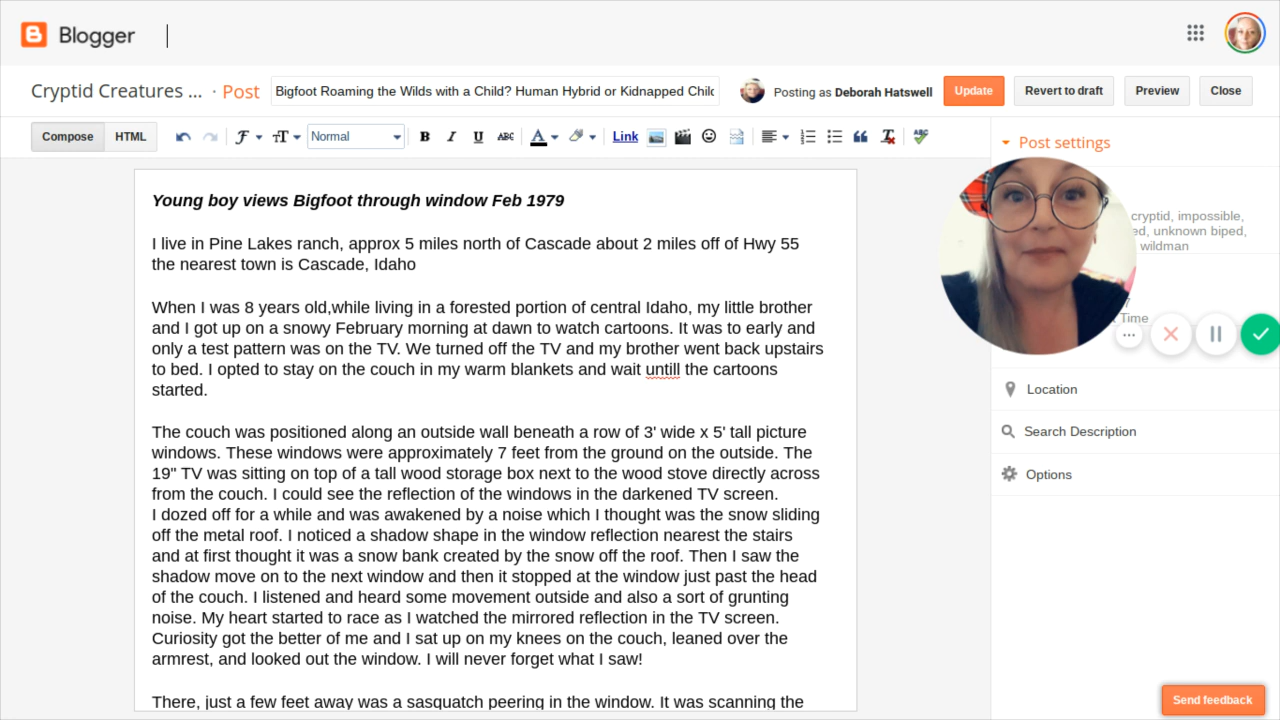 Blogger
Cryptid Creatures ... · Post
Bigfoot Roaming the Wilds with a Child? Human Hybrid or Kidnapped Chilc
Posting as Deborah Hatswell
Update
Revert to draft
Preview
Close
Compose
HTML
Normal
B I U ABC
A
Link
ABC
Post settings
cryptid, impossible,
ed, unknown biped,
wildman
Time
Location
Search Description
Options
Send feedback
Young boy views Bigfoot through window Feb 1979
I live in Pine Lakes ranch, approx 5 miles north of Cascade about 2 miles off of Hwy 55
the nearest town is Cascade, Idaho
When I was 8 years old,while living in a forested portion of central Idaho, my little brother
and I got up on a snowy February morning at dawn to watch cartoons. It was to early and
only a test pattern was on the TV. We turned off the TV and my brother went back upstairs
to bed. I opted to stay on the couch in my warm blankets and wait untill the cartoons
started.
The couch was positioned along an outside wall beneath a row of 3' wide x 5' tall picture
windows. These windows were approximately 7 feet from the ground on the outside. The
19" TV was sitting on top of a tall wood storage box next to the wood stove directly across
from the couch. I could see the reflection of the windows in the darkened TV screen.
I dozed off for a while and was awakened by a noise which I thought was the snow sliding
off the metal roof. I noticed a shadow shape in the window reflection nearest the stairs
and at first thought it was a snow bank created by the snow off the roof. Then I saw the
shadow move on to the next window and then it stopped at the window just past the head
of the couch. I listened and heard some movement outside and also a sort of grunting
noise. My heart started to race as I watched the mirrored reflection in the TV screen.
Curiosity got the better of me and I sat up on my knees on the couch, leaned over the
armrest, and looked out the window. I will never forget what I saw!
There, just a few feet away was a sasquatch peering in the window. It was scanning the